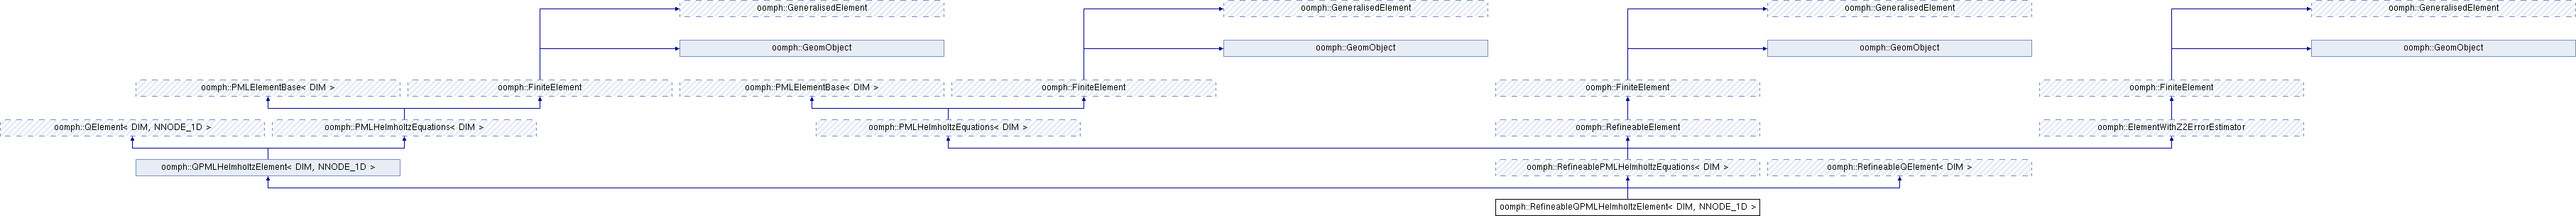 oomph::GeneralisedElement
oomph::GeneralisedElement
oomph::GeneralisedElement
oomph::GeneralisedElement
oomph::GeomObject
oomph::GeomObject
oomph::GeomObject
oomph::GeomObject
oomph::PMLElementBase< DIM >
oomph::FiniteElement
oomph::PMLElementBase< DIM >
oomph::FiniteElement
oomph::FiniteElement
oomph::FiniteElement
oomph::QElement< DIM, NNODE_1D >
oomph::PMLHelmholtzEquations< DIM >
oomph::PMLHelmholtzEquations< DIM >
oomph::RefineableElement
oomph::ElementWithZ2ErrorEstimator
oomph::QPMLHelmholtzElement< DIM, NNODE_1D >
oomph::RefineablePMLHelmholtzEquations< DIM >
oomph::RefineableQElement< DIM >
oomph::RefineableQPMLHelmholtzElement< DIM, NNODE_1D >